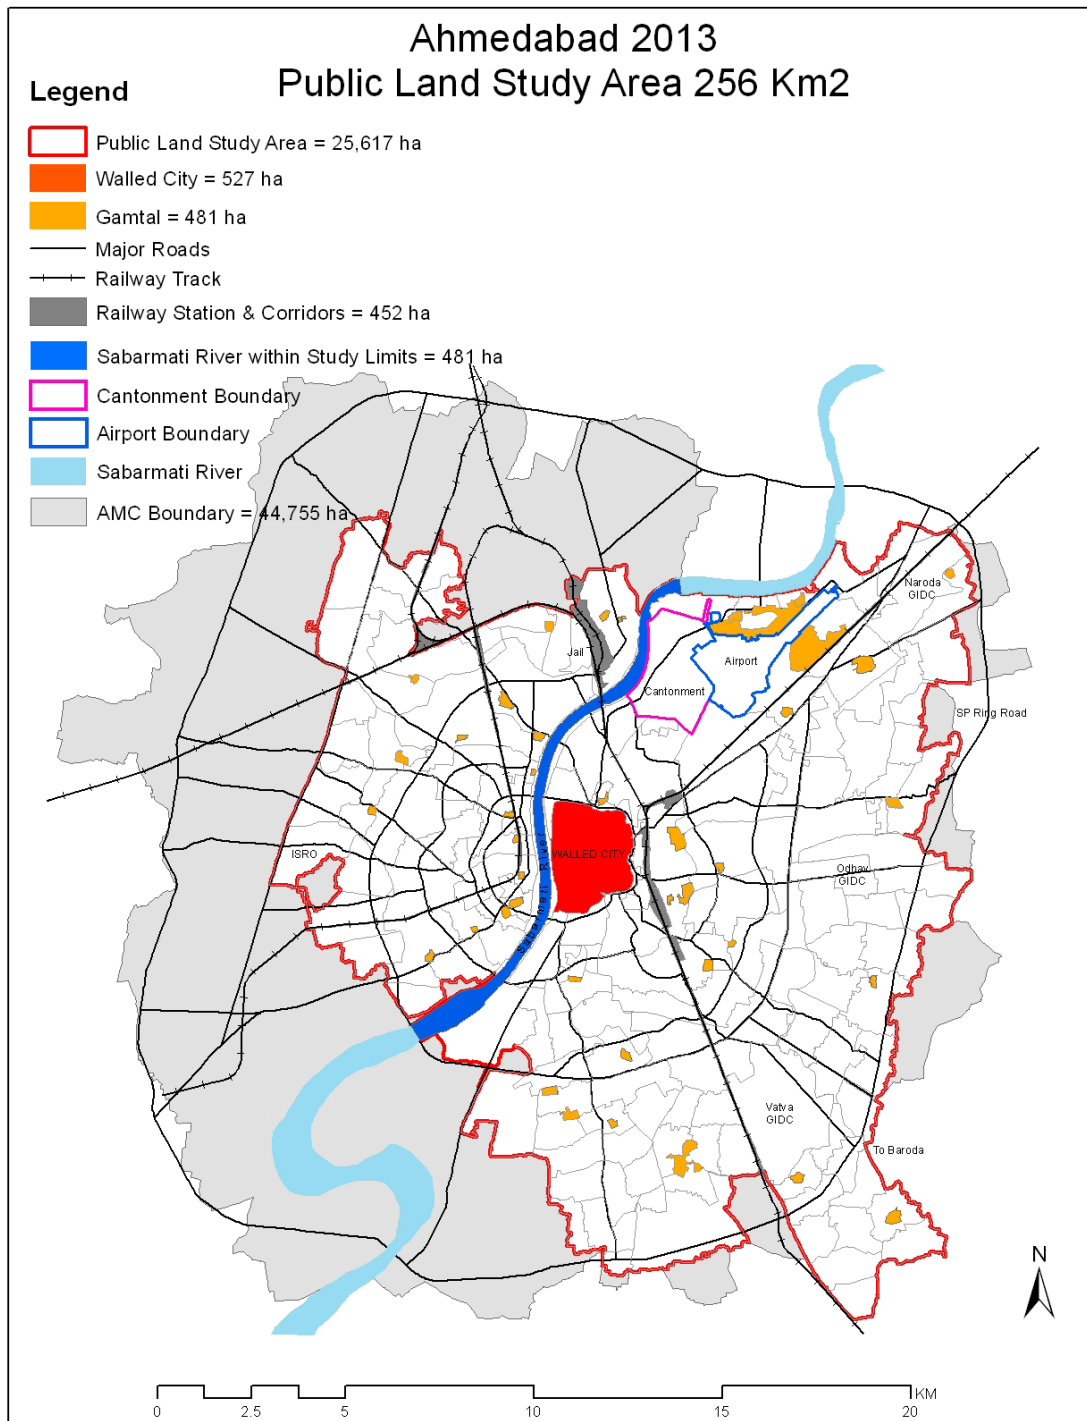 Ahmedabad 2013
Public Land Study Area 256 Km2
Legend
Public Land Study Area = 25,617 ha
Walled City = 527 ha
Gamtal = 481 ha
Major Roads
Railway Track
Railway Station & Corridors = 452 ha
Sabarmati River within Study Limits = 481 ha
Cantonment Boundary
Airport Boundary
Sabarmati River
AMC Boundary = 44,755 ha
Naroda
GIDC
Jail
Airport
Cantonment
SP Ring Road
WALLED CITY
Sabarmati River
ISRO
Odhav
GIDC
Vatva
GIDC
To Baroda
N
KM
0 2.5 5 10 15 20